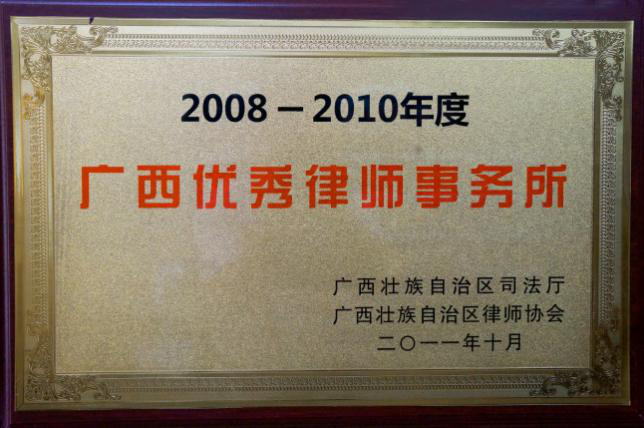 2008－2010年度
广西优秀律师事务所
广西壮族自治区司法厅
广西壮族自治区律师协会
二〇一一年十月